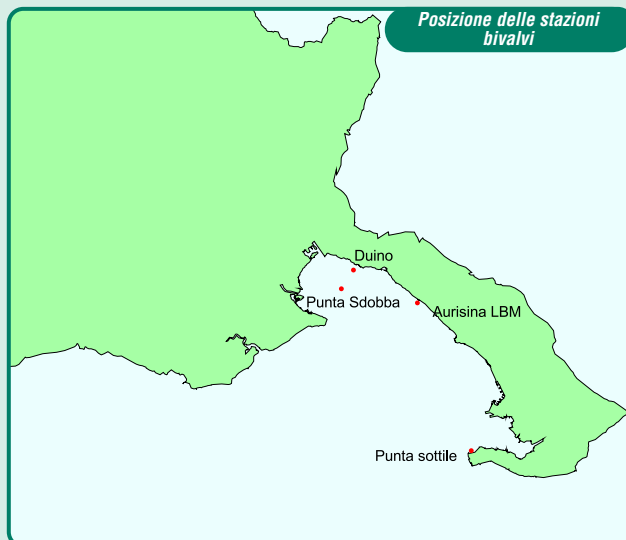 Posizione delle stazioni
bivalvi
Duino
Punta Sdobba
Aurisina LBM
Punta sottile